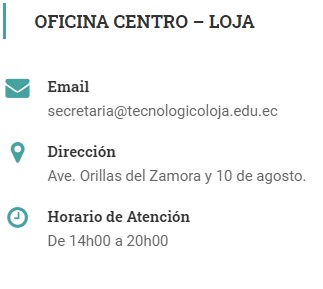 OFICINA CENTRO – LOJA
Email
secretaria@tecnologicoloja.edu.ec
Dirección
Ave. Orillas del Zamora y 10 de agosto.
Horario de Atención
De 14h00 a 20h00